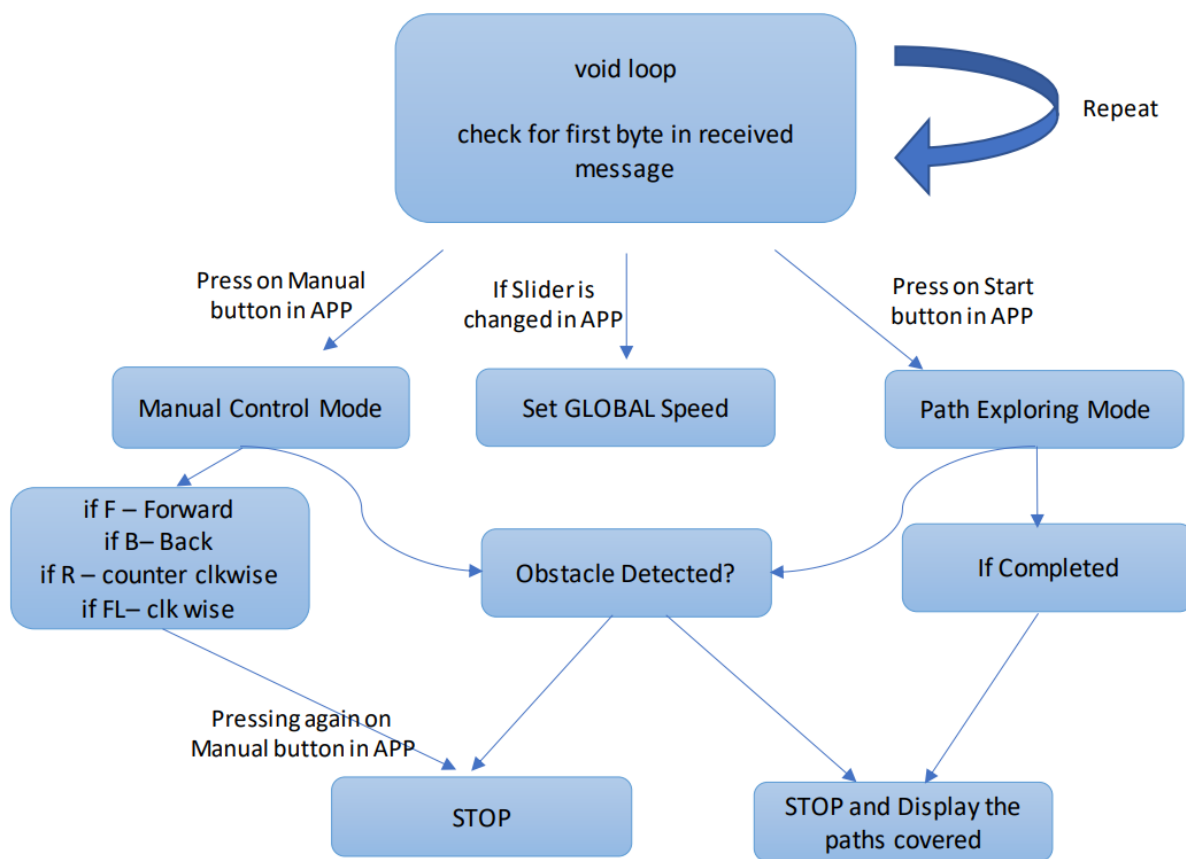 void loop
check for first byte in received
message
Repeat
Press on Manual
button in APP
If Slider is
changed in APP
Press on Start
button in APP
Manual Control Mode
Set GLOBAL Speed
Path Exploring Mode
if F – Forward
if B– Back
if R – counter clkwise
if FL– clk wise
Obstacle Detected?
If Completed
Pressing again on
Manual button in APP
STOP
STOP and Display the
paths covered